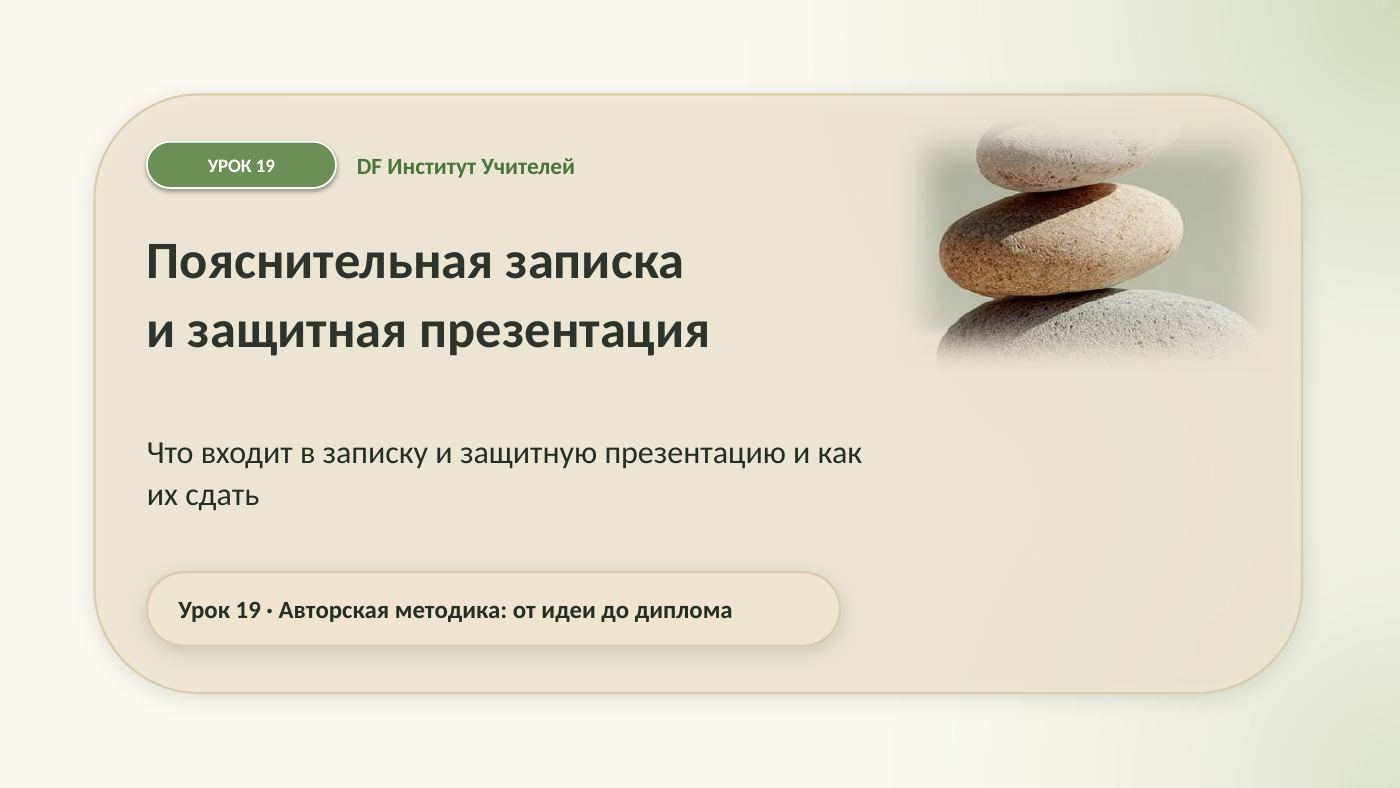 УРОК 19
DF Институт Учителей
Пояснительная записка
и защитная презентация
Что входит в записку и защитную презентацию и как
их сдать
Урок 19 · Авторская методика: от идеи до диплома